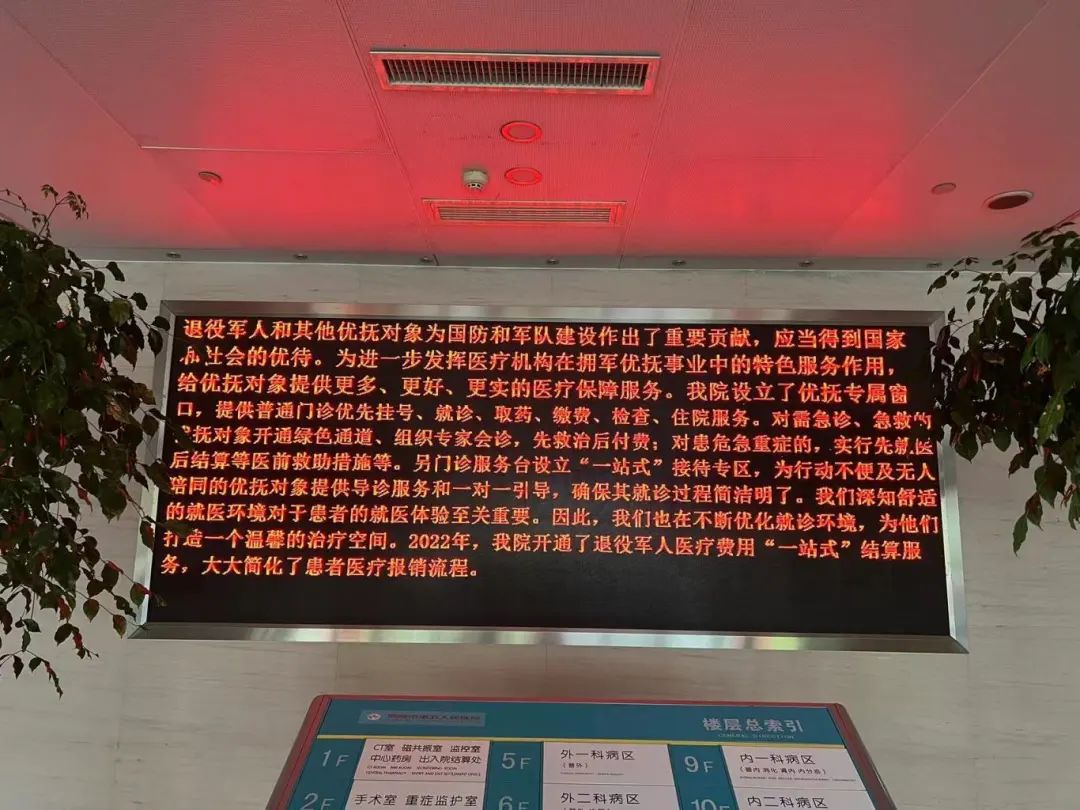 退役军人和其他优抚对象为国防和军队建设作出了重要贡献，应当得到国家
和社会的优待。为进一步发挥医疗机构在拥军优抚事业中的特色服务作用，
给优抚对象提供更多、更好、更实的医疗保障服务。我院设立了优抚专属窗
口，提供普通门诊优先挂号、就诊、取药、缴费、检查、住院服务。对需急诊、急救的
优抚对象开通绿色通道、组织专家会诊，先救治后付费；对患危急重症的，实行先就医
后结算等医前救助措施等。另门诊服务台设立“一站式”接待专区，为行动不便及无人
陪同的优抚对象提供导诊服务和一对一引导，确保其就诊过程简洁明了。我们深知舒适
的就医环境对于患者的就医体验至关重要。因此，我们也在不断优化就诊环境，为他们
打造一个温馨的治疗空间。2022年，我院开通了退役军人医疗费用“一站式”结算服
务，大大简化了患者医疗报销流程。
楼层总索引
GENERAL DIRECTION
1F
CT室 磁共振室 监控室
中心药房 出入院结算处
5F
外一科病区
（普外）
9F
内一科病区
2F
手术室 重症监护室
6F
外二科病区
10F
内二科病区